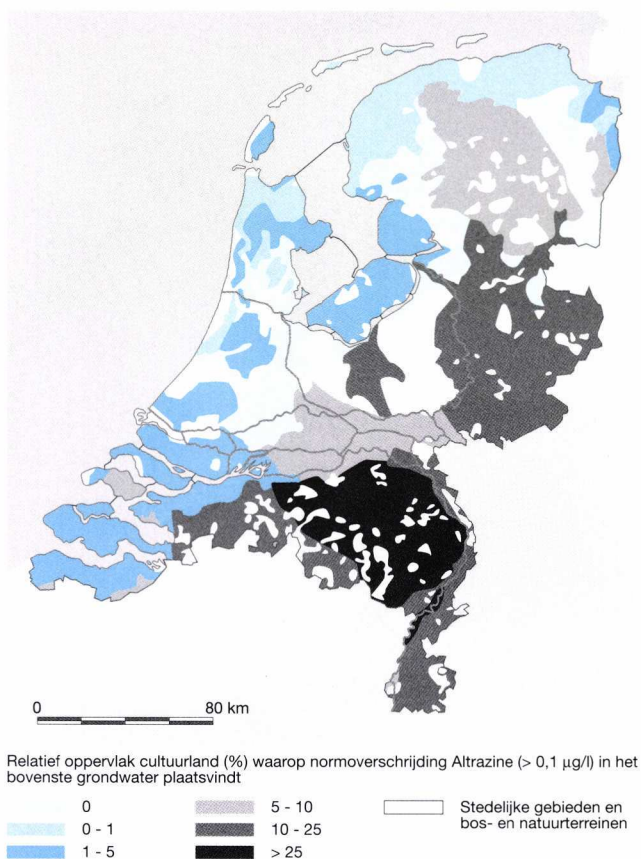 0 80 km
Relatief oppervlak cultuurland (%) waarop normoverschrijding Altrazine (> 0,1 µg/l) in het
bovenste grondwater plaatsvindt
0
0 - 1
1 - 5
5 - 10
10 - 25
> 25
Stedelijke gebieden en
bos- en natuurterreinen